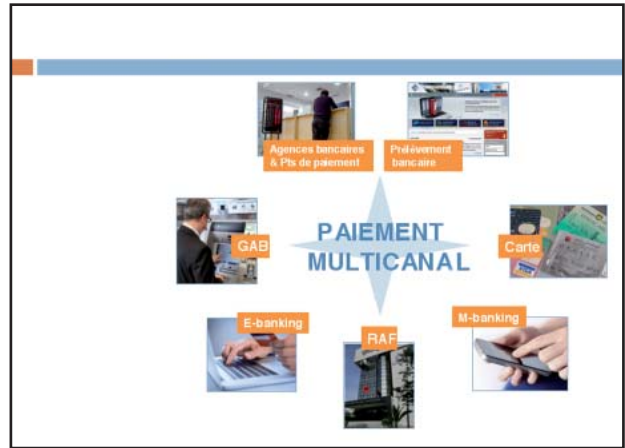 Agences bancaires
& Pts de paiement
Prélèvement
bancaire
GAB
PAIEMENT
MULTICANAL
Carte
E-banking
RAF
M-banking